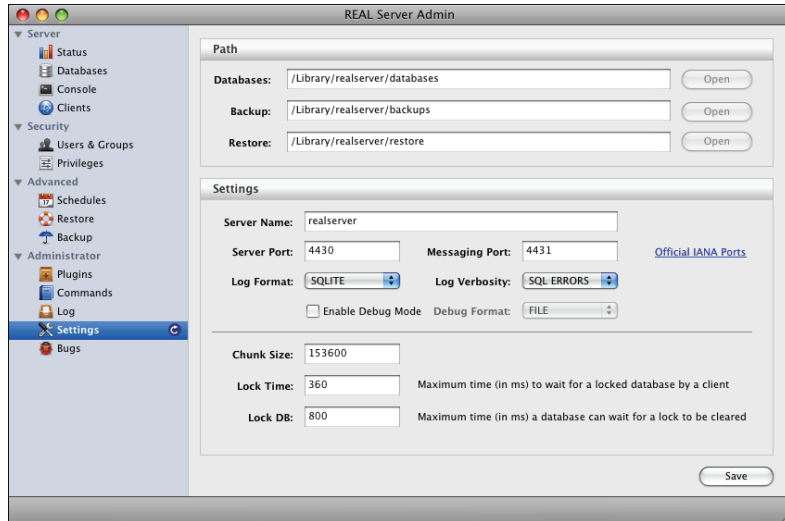 REAL Server Admin
Server
Status
Databases
Console
Clients
Security
Users & Groups
Privileges
Advanced
Schedules
Restore
Backup
Administrator
Plugins
Commands
Log
Settings
Bugs
Path
Databases: /Library/realserver/databases Open
Backup: /Library/realserver/backups Open
Restore: /Library/realserver/restore Open
Settings
Server Name: realserver
Server Port: 4430 Messaging Port: 4431 Official IANA Ports
Log Format: SQLITE Log Verbosity: SQL ERRORS
Enable Debug Mode Debug Format: FILE
Chunk Size: 153600
Lock Time: 360 Maximum time (in ms) to wait for a locked database by a client
Lock DB: 800 Maximum time (in ms) a database can wait for a lock to be cleared
Save